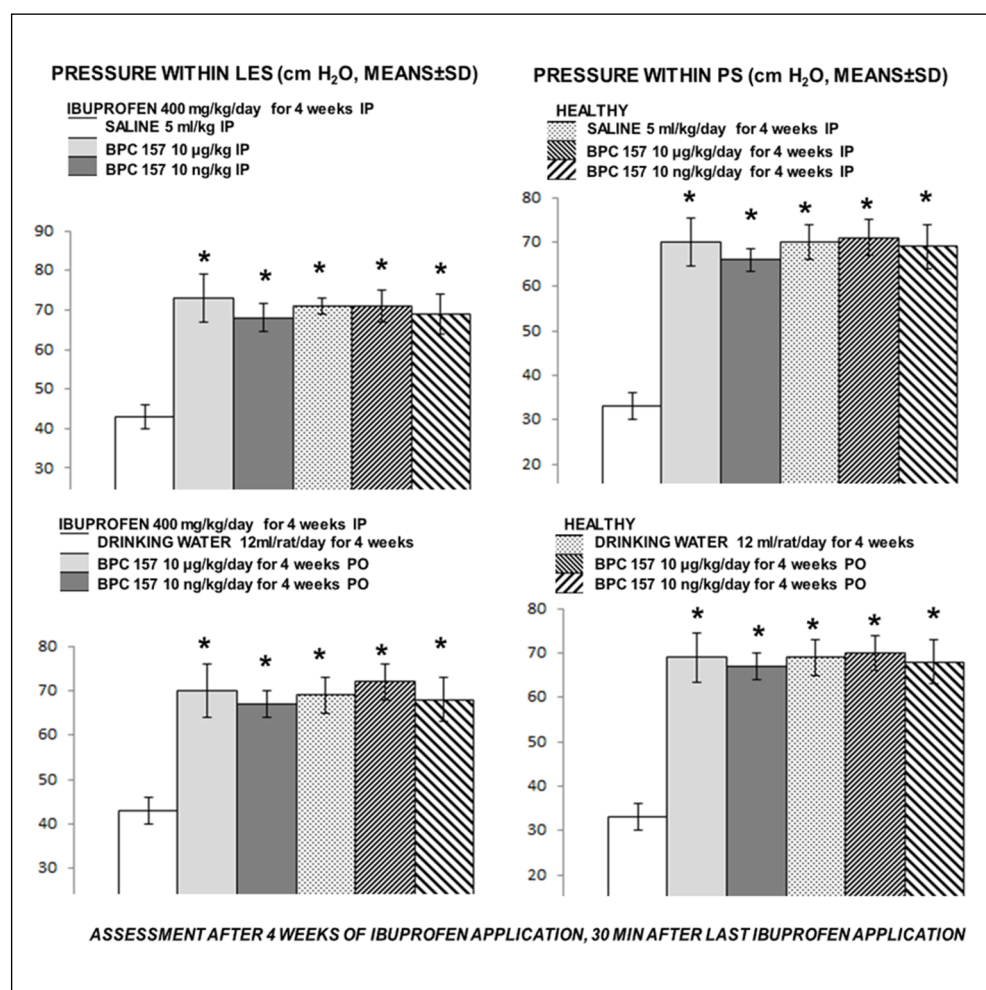 PRESSURE WITHIN LES (cm H₂O, MEANS±SD)
IBUPROFEN 400 mg/kg/day for 4 weeks IP
SALINE 5 ml/kg IP
BPC 157 10 µg/kg IP
BPC 157 10 ng/kg IP
90
80
70
60
50
40
30
* * * * *
PRESSURE WITHIN PS (cm H₂O, MEANS±SD)
HEALTHY
SALINE 5 ml/kg/day for 4 weeks IP
BPC 157 10 µg/kg/day for 4 weeks IP
BPC 157 10 ng/kg/day for 4 weeks IP
80
70
60
50
40
30
20
* * * * *
IBUPROFEN 400 mg/kg/day for 4 weeks IP
DRINKING WATER 12ml/rat/day for 4 weeks
BPC 157 10 µg/kg/day for 4 weeks PO
BPC 157 10 ng/kg/day for 4 weeks PO
80
70
60
50
40
30
* * * * *
HEALTHY
DRINKING WATER 12 ml/rat/day for 4 weeks
BPC 157 10 µg/kg/day for 4 weeks PO
BPC 157 10 ng/kg/day for 4 weeks PO
80
70
60
50
40
30
20
* * * * *
ASSESSMENT AFTER 4 WEEKS OF IBUPROFEN APPLICATION, 30 MIN AFTER LAST IBUPROFEN APPLICATION